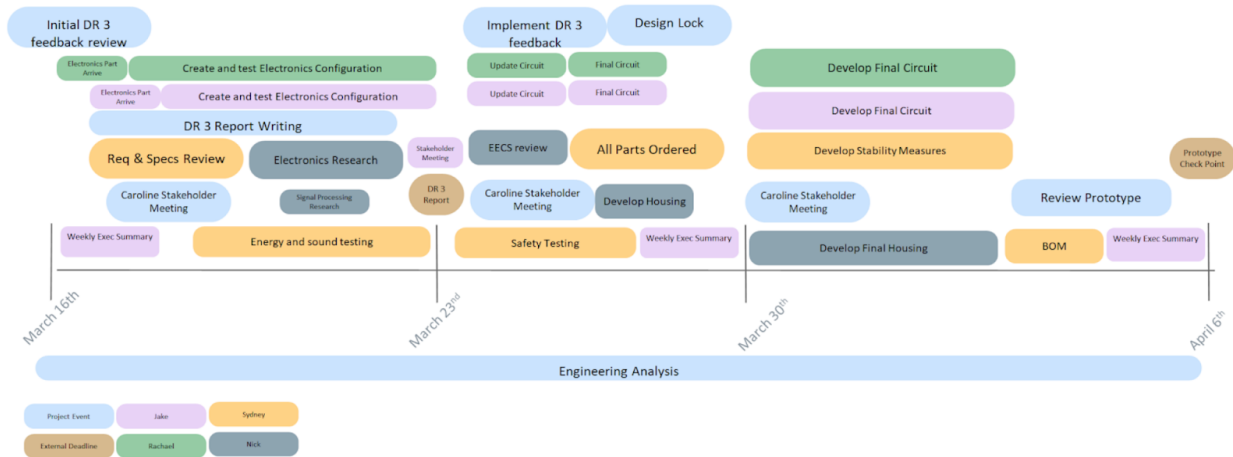 Initial DR 3
feedback review
Implement DR 3
feedback
Design Lock
Electronics Part
Arrive
Create and test Electronics Configuration
Update Circuit
Final Circuit
Develop Final Circuit
Electronics Part
Arrive
Create and test Electronics Configuration
Update Circuit
Final Circuit
Develop Final Circuit
DR 3 Report Writing
Req & Specs Review
Electronics Research
Stakeholder
Meeting
EECS review
All Parts Ordered
Develop Stability Measures
Prototype
Check Point
Caroline Stakeholder
Meeting
Signal Processing
Research
DR 3
Report
Caroline Stakeholder
Meeting
Develop Housing
Caroline Stakeholder
Meeting
Review Prototype
Weekly Exec Summary
Energy and sound testing
Safety Testing
Weekly Exec Summary
Develop Final Housing
BOM
Weekly Exec Summary
March 16th
March 23nd
March 30th
April 6th
Engineering Analysis
Project Event
Jake
Sydney
External Deadline
Rachael
Nick